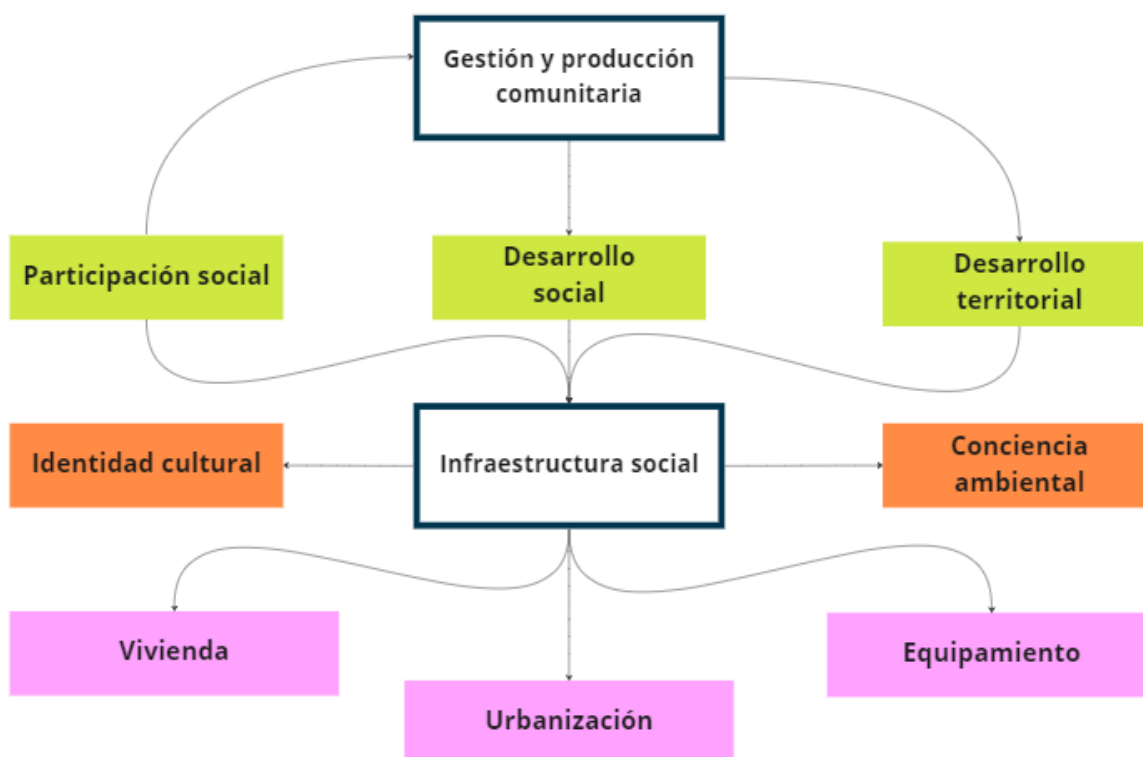 Gestión y producción
comunitaria
Participación social
Desarrollo
social
Desarrollo
territorial
Identidad cultural
Infraestructura social
Conciencia
ambiental
Vivienda
Urbanización
Equipamiento